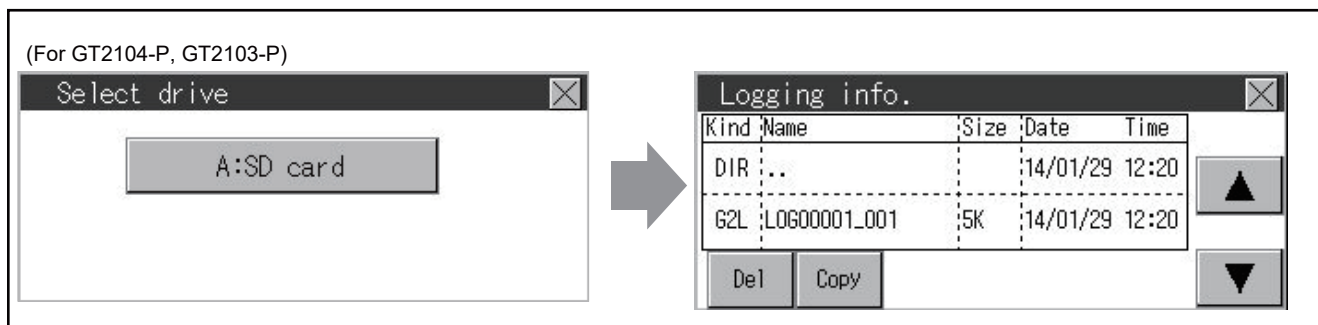 (For GT2104-P, GT2103-P)
Select drive
A:SD card
Logging info.
Kind Name Size Date Time
DIR .. 14/01/29 12:20
G2L LOG00001_001 5K 14/01/29 12:20
Del Copy